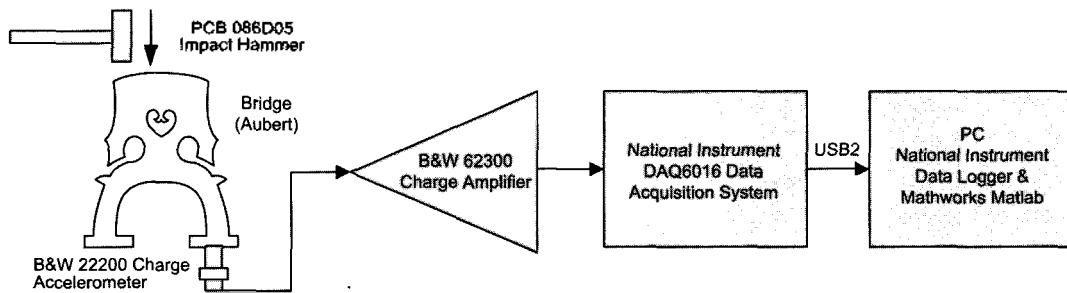 PCB 086D05
Impact Hammer
Bridge
(Aubert)
B&W 22200 Charge
Accelerometer
B&W 62300
Charge Amplifier
National Instrument
DAQ6016 Data
Acquisition System
USB2
PC
National Instrument
Data Logger &
Mathworks Matlab